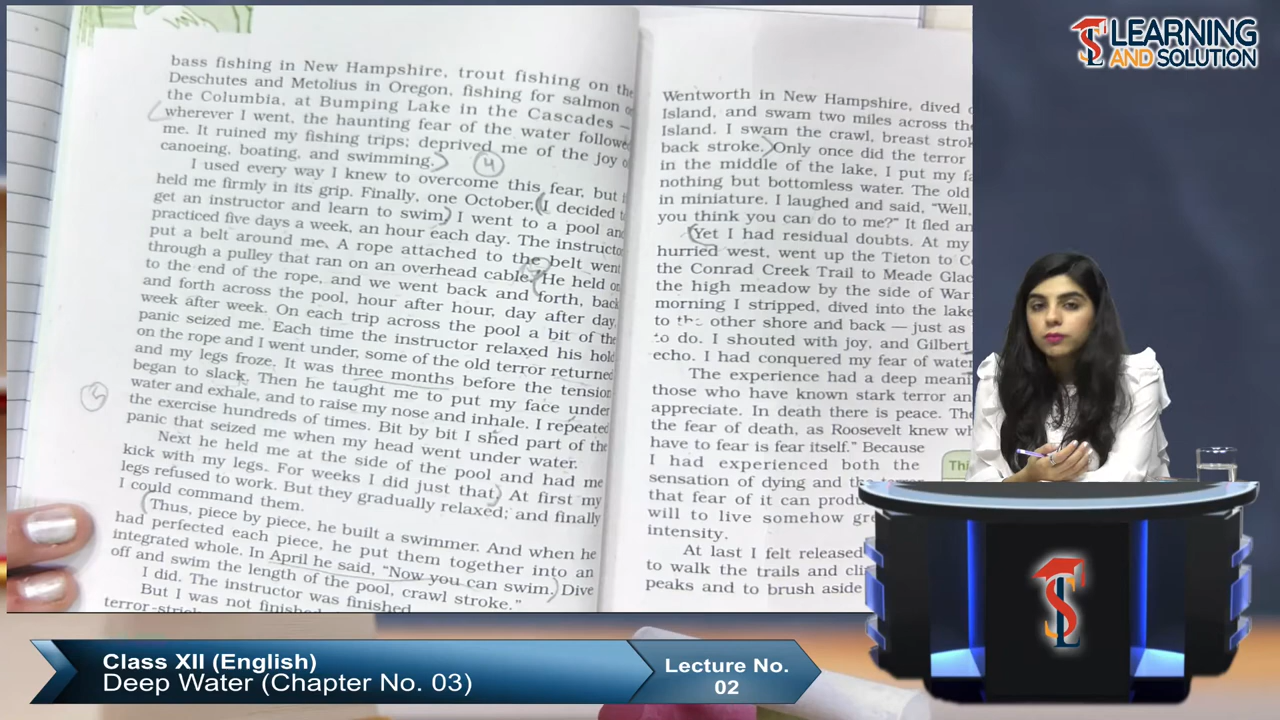 bass fishing in New Hampshire, trout fishing on the
Deschutes and Metolius in Oregon, fishing for salmon
the Columbia, at Bumping Lake in the Cascades —
wherever I went, the haunting fear of the water followed
me. It ruined my fishing trips; deprived me of the joy
canoeing, boating, and swimming. 4
I used every way I knew to overcome this fear, but
held me firmly in its grip. Finally, one October, I decided
get an instructor and learn to swim. I went to a pool and
practiced five days a week, an hour each day. The instructo
put a belt around me. A rope attached to the belt went
through a pulley that ran on an overhead cable. He held on
to the end of the rope, and we went back and forth, back
and forth across the pool, hour after hour, day after day,
week after week. On each trip across the pool a bit of the
panic seized me. Each time the instructor relaxed his hold
on the rope and I went under, some of the old terror returned
and my legs froze. It was three months before the tension
began to slack. Then he taught me to put my face under
water and exhale, and to raise my nose and inhale. I repeated
the exercise hundreds of times. Bit by bit I shed part of the
panic that seized me when my head went under water.
Next he held me at the side of the pool and had me
kick with my legs. For weeks I did just that. At first my
legs refused to work. But they gradually relaxed; and finally
I could command them.
Thus, piece by piece, he built a swimmer. And when he
had perfected each piece, he put them together into an
integrated whole. In April he said, "Now you can swim. Dive
off and swim the length of the pool, crawl stroke."
I did. The instructor was finished.
But I was not finished
Wentworth in New Hampshire, dived
Island, and swam two miles across the
Island. I swam the crawl, breast strok
back stroke. Only once did the terror
in the middle of the lake, I put my fa
nothing but bottomless water. The old
in miniature. I laughed and said, "Well,
you think you can do to me?" It fled an
Yet I had residual doubts. At my
hurried west, went up the Tieton to Co
the Conrad Creek Trail to Meade Glac
the high meadow by the side of War
morning I stripped, dived into the lake
to the other shore and back — just as
to do. I shouted with joy, and Gilbert
echo. I had conquered my fear of water
The experience had a deep meani
those who have known stark terror an
appreciate. In death there is peace. The
the fear of death, as Roosevelt knew wh
have to fear is fear itself." Because
I had experienced both the
sensation of dying and the
that fear of it can produ
will to live somehow gr
intensity.
At last I felt released
to walk the trails and cli
peaks and to brush aside
Thi
LEARNING
AND SOLUTION
Class XII (English)
Deep Water (Chapter No. 03)
Lecture No.
02